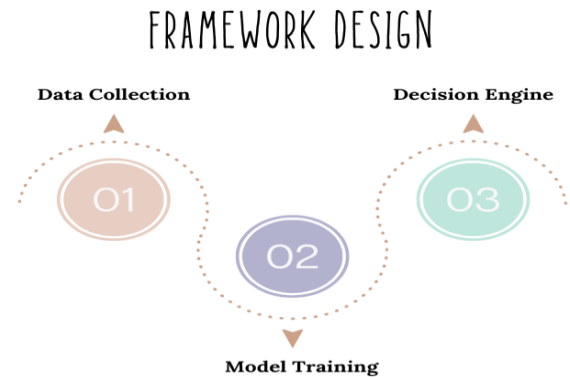 FRAMEWORK DESIGN
Data Collection
Decision Engine
01
03
02
Model Training